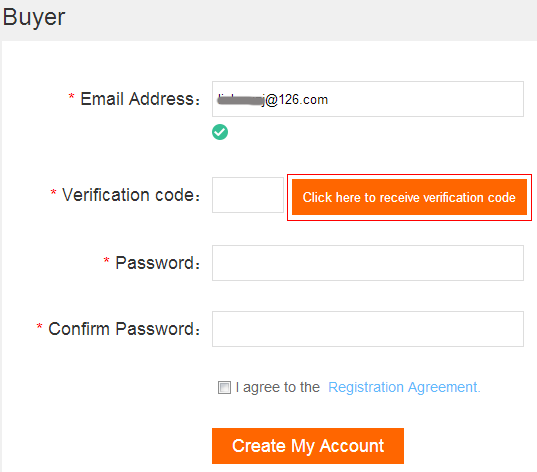 Buyer
* Email Address：
j@126.com
* Verification code：
Click here to receive verification code
* Password：
* Confirm Password：
I agree to the Registration Agreement.
Create My Account